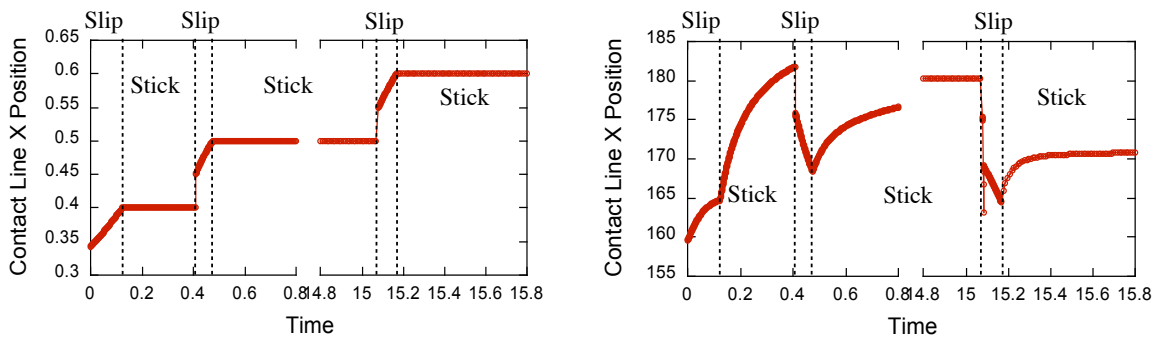 Slip Slip Slip
0.65
0.6
0.55
0.5
0.45
0.4
0.35
0.3
Contact Line X Position
Stick Stick Stick
0 0.2 0.4 0.6 0.8
14.8 15 15.2 15.4 15.6 15.8
Time
Slip Slip Slip
185
180
175
170
165
160
155
Contact Line X Position
Stick
Stick Stick
0 0.2 0.4 0.6 0.8
14.8 15 15.2 15.4 15.6 15.8
Time